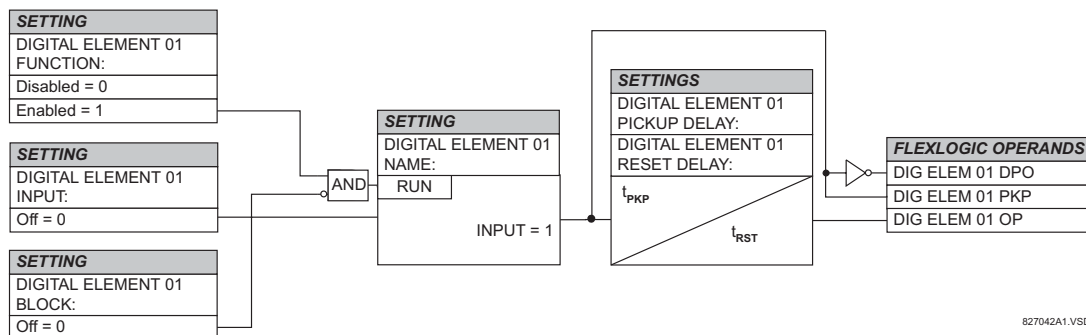 SETTING
DIGITAL ELEMENT 01
FUNCTION:
Disabled = 0
Enabled = 1
SETTING
DIGITAL ELEMENT 01
INPUT:
Off = 0
SETTING
DIGITAL ELEMENT 01
BLOCK:
Off = 0
AND
SETTING
DIGITAL ELEMENT 01
NAME:
RUN
INPUT = 1
SETTINGS
DIGITAL ELEMENT 01
PICKUP DELAY:
DIGITAL ELEMENT 01
RESET DELAY:
tPKP
tRST
FLEXLOGIC OPERANDS
DIG ELEM 01 DPO
DIG ELEM 01 PKP
DIG ELEM 01 OP
827042A1.VSD